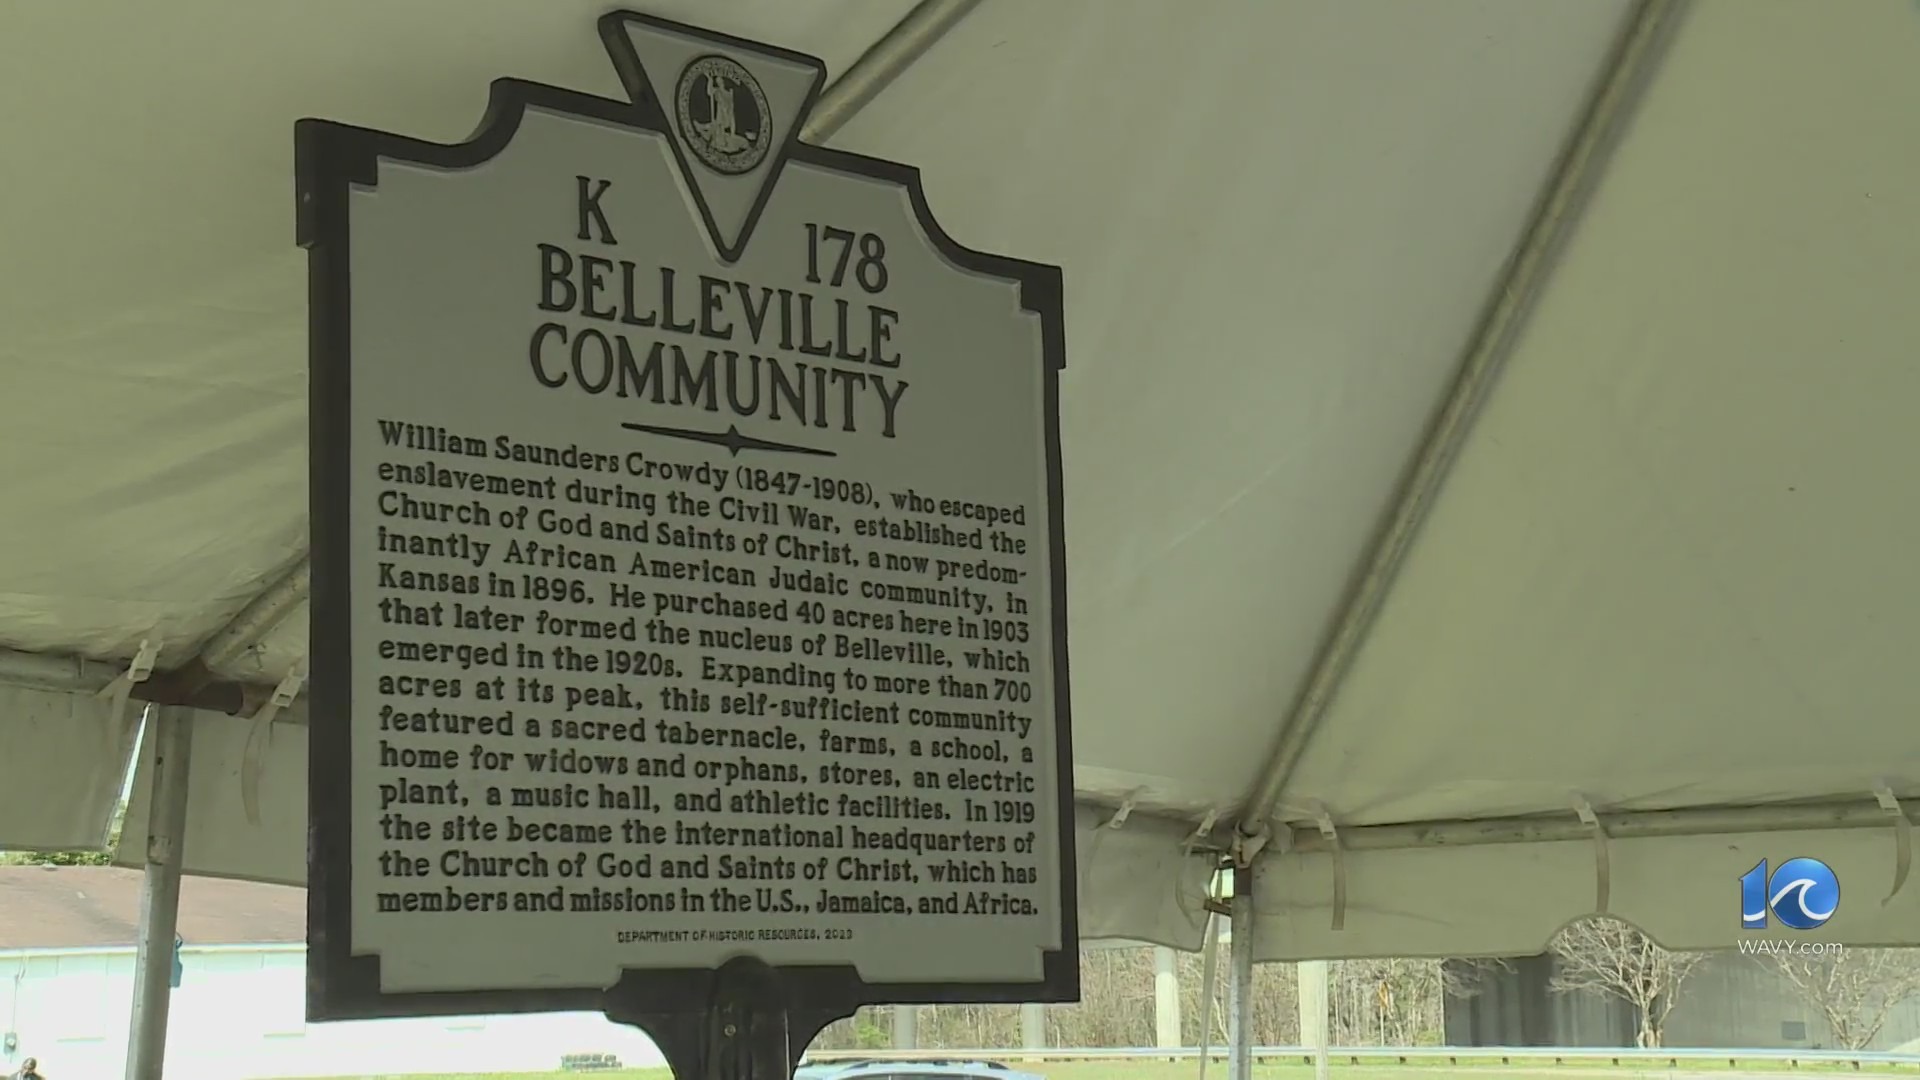 K 178
BELLEVILLE
COMMUNITY
William Saunders Crowdy (1847-1908), who escaped
enslavement during the Civil War, established the
Church of God and Saints of Christ, a now predom-
inantly African American Judaic community, in
Kansas in 1896. He purchased 40 acres here in 1903
that later formed the nucleus of Belleville, which
emerged in the 1920s. Expanding to more than 700
acres at its peak, this self-sufficient community
featured a sacred tabernacle, farms, a school, a
home for widows and orphans, stores, an electric
plant, a music hall, and athletic facilities. In 1919
the site became the international headquarters of
the Church of God and Saints of Christ, which has
members and missions in the U.S., Jamaica, and Africa.
DEPARTMENT OF HISTORIC RESOURCES, 2023
10
WAVY.com